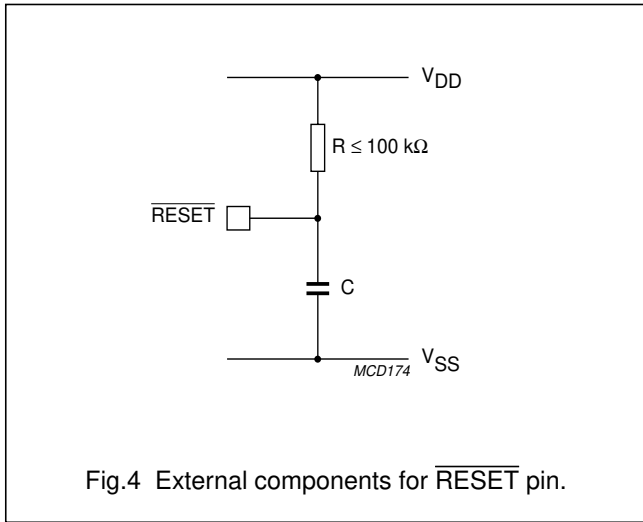 VDD
R ≤ 100 kΩ
RESET
C
VSS
MCD174
Fig.4 External components for RESET pin.